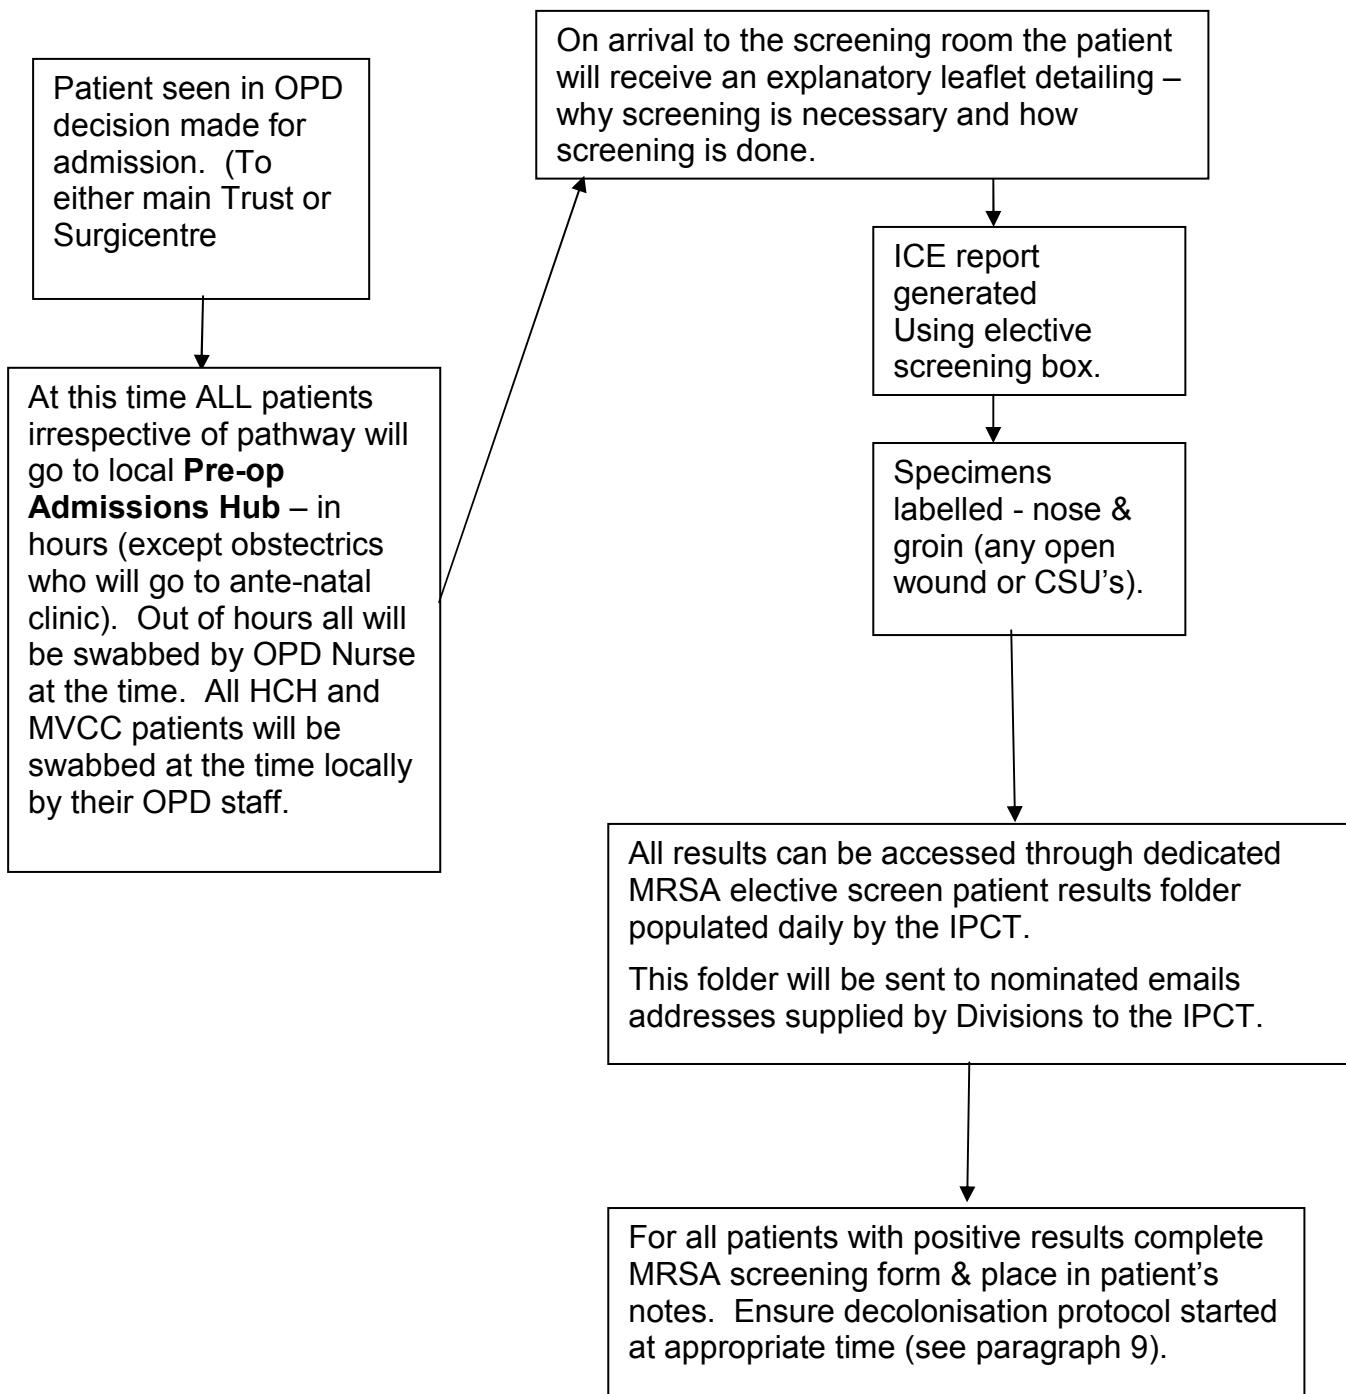 Patient seen in OPD
decision made for
admission.  (To
either main Trust or
Surgicentre
At this time ALL patients
irrespective of pathway will
go to local Pre-op
Admissions Hub – in
hours (except obstectrics
who will go to ante-natal
clinic).  Out of hours all will
be swabbed by OPD Nurse
at the time.  All HCH and
MVCC patients will be
swabbed at the time locally
by their OPD staff.
On arrival to the screening room the patient
will receive an explanatory leaflet detailing –
why screening is necessary and how
screening is done.
ICE report
generated
Using elective
screening box.
Specimens
labelled - nose &
groin (any open
wound or CSU’s).
All results can be accessed through dedicated
MRSA elective screen patient results folder
populated daily by the IPCT.
This folder will be sent to nominated emails
addresses supplied by Divisions to the IPCT.
For all patients with positive results complete
MRSA screening form & place in patient’s
notes.  Ensure decolonisation protocol started
at appropriate time (see paragraph 9).